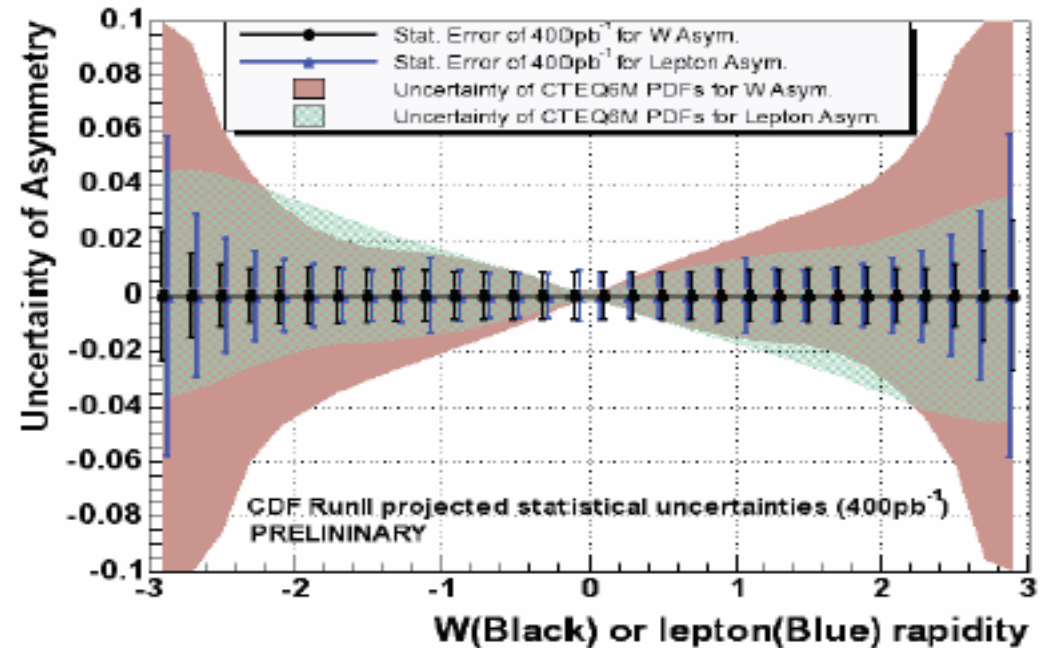 Uncertainty of Asymmetry
0.1
0.08
0.06
0.04
0.02
0
-0.02
-0.04
-0.06
-0.08
-0.1
Stat. Error of 400pb⁻¹ for W Asym.
Stat. Error of 400pb⁻¹ for Lepton Asym.
Uncertainty of CTEQ6M PDFs for W Asym.
Uncertainty of CTEQ6M PDFs for Lepton Asym.
CDF RunII projected statistical uncertainties (400pb⁻¹)
PRELININARY
-3 -2 -1 0 1 2 3
W(Black) or lepton(Blue) rapidity